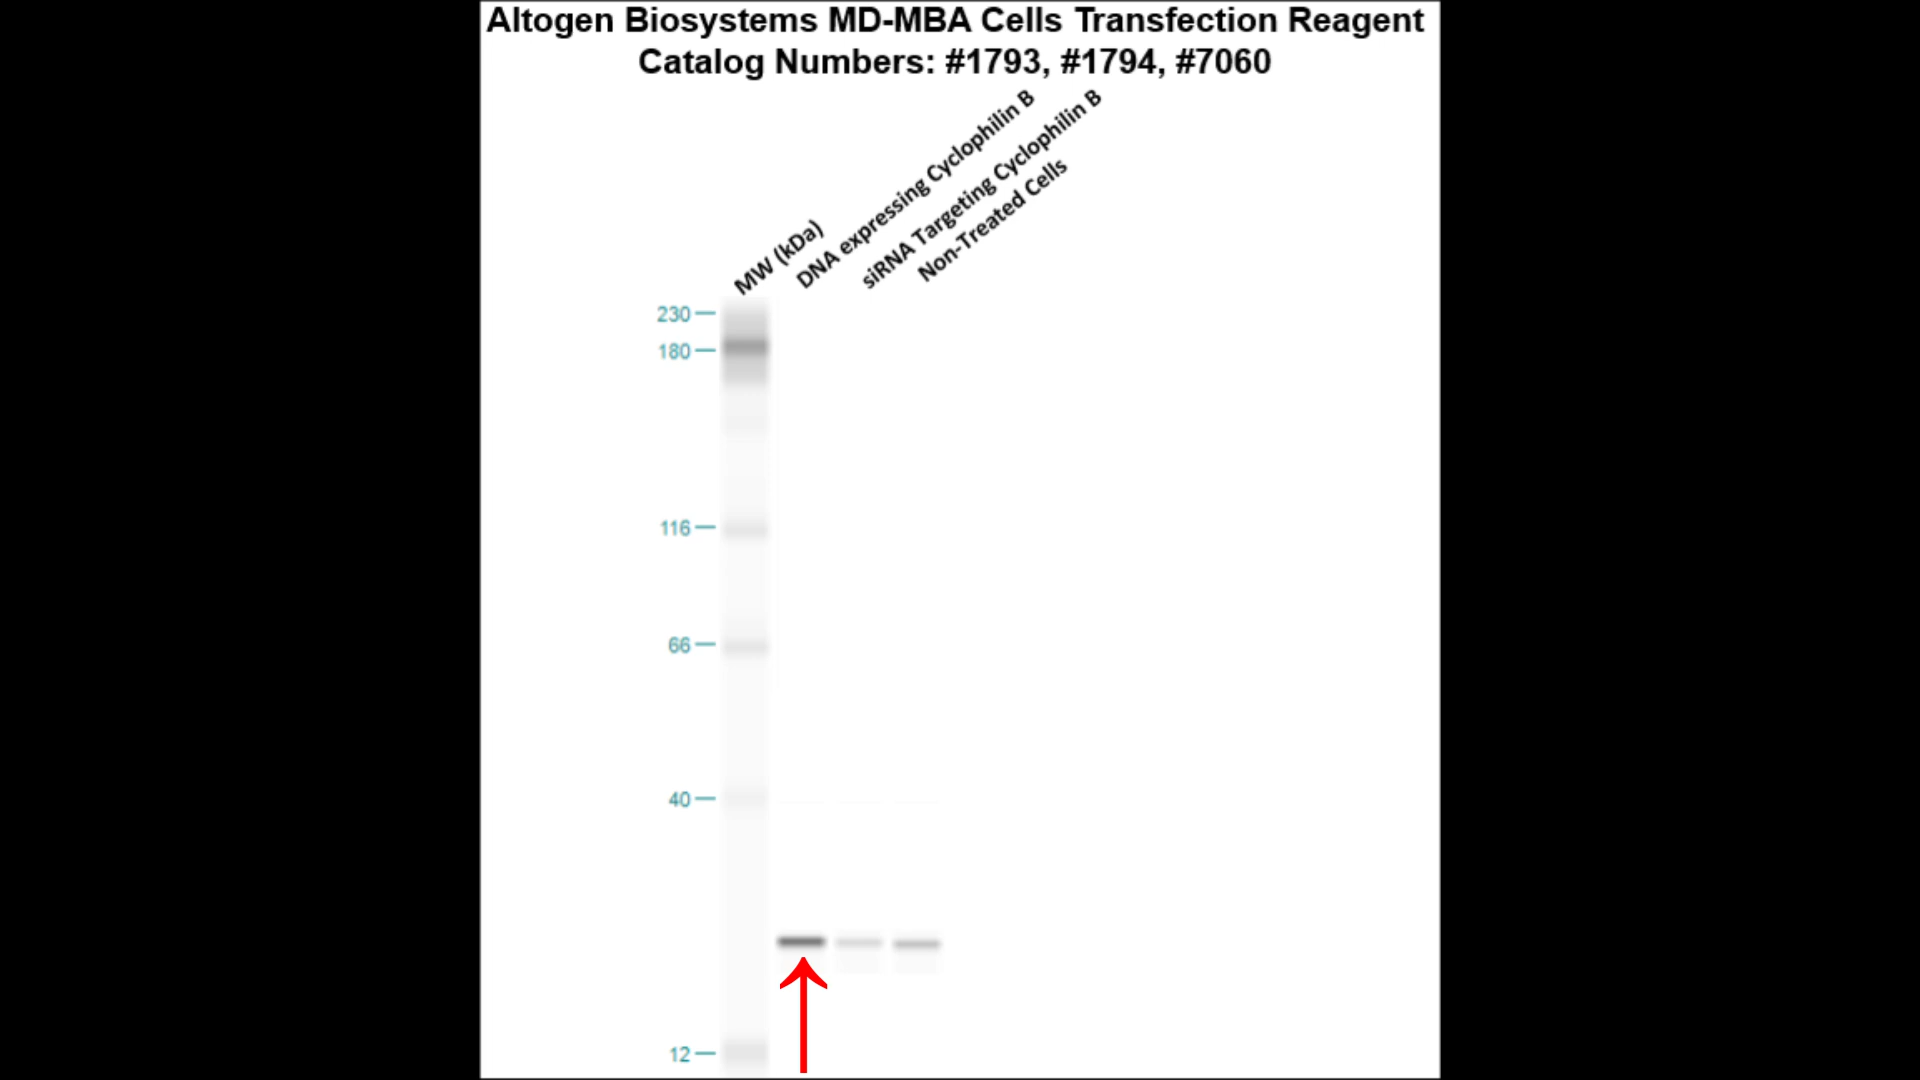 Altogen Biosystems MD-MBA Cells Transfection Reagent
Catalog Numbers: #1793, #1794, #7060
MW (kDa)
DNA expressing Cyclophilin B
siRNA Targeting Cyclophilin B
Non-Treated Cells
230
180
116
66
40
12